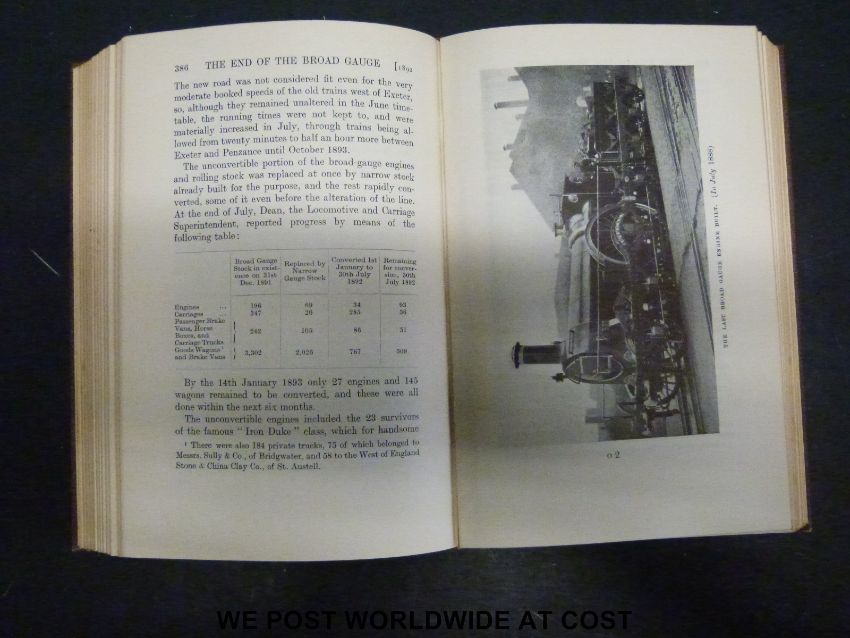 386 THE END OF THE BROAD GAUGE [1892
The new road was not considered fit even for the very
moderate booked speeds of the old trains west of Exeter,
so, although they remained unaltered in the June time-
table, the running times were not kept to, and were
materially increased in July, through trains being al-
lowed from twenty minutes to half an hour more between
Exeter and Penzance until October 1893.
The unconvertible portion of the broad-gauge engines
and rolling stock was replaced at once by narrow stock
already built for the purpose, and the rest rapidly con-
verted, some of it even before the alteration of the line.
At the end of July, Dean, the Locomotive and Carriage
Superintendent, reported progress by means of the
following table:
Broad Gauge Stock in exist- ence on 31st Dec. 1891
Replaced by Narrow Gauge Stock
Converted 1st January to 30th July 1892
Remaining for conver- sion, 30th July 1892
Engines ... 196 69 34 93
Carriages ... 347 26 285 36
Passenger Brake
Vans, Horse
Boxes, and 242 105 86 51
Carriage Trucks
Goods Wagons¹
and Brake Vans 3,302 2,026 767 509
By the 14th January 1893 only 27 engines and 145
wagons remained to be converted, and these were all
done within the next six months.
The unconvertible engines included the 23 survivors
of the famous "Iron Duke" class, which for handsome
¹ There were also 184 private trucks, 75 of which belonged to
Messrs. Sully & Co., of Bridgwater, and 58 to the West of England
Stone & China Clay Co., of St. Austell.
THE LAST BROAD GAUGE ENGINE BUILT. (In July 1888)
O 2
WE POST WORLDWIDE AT COST